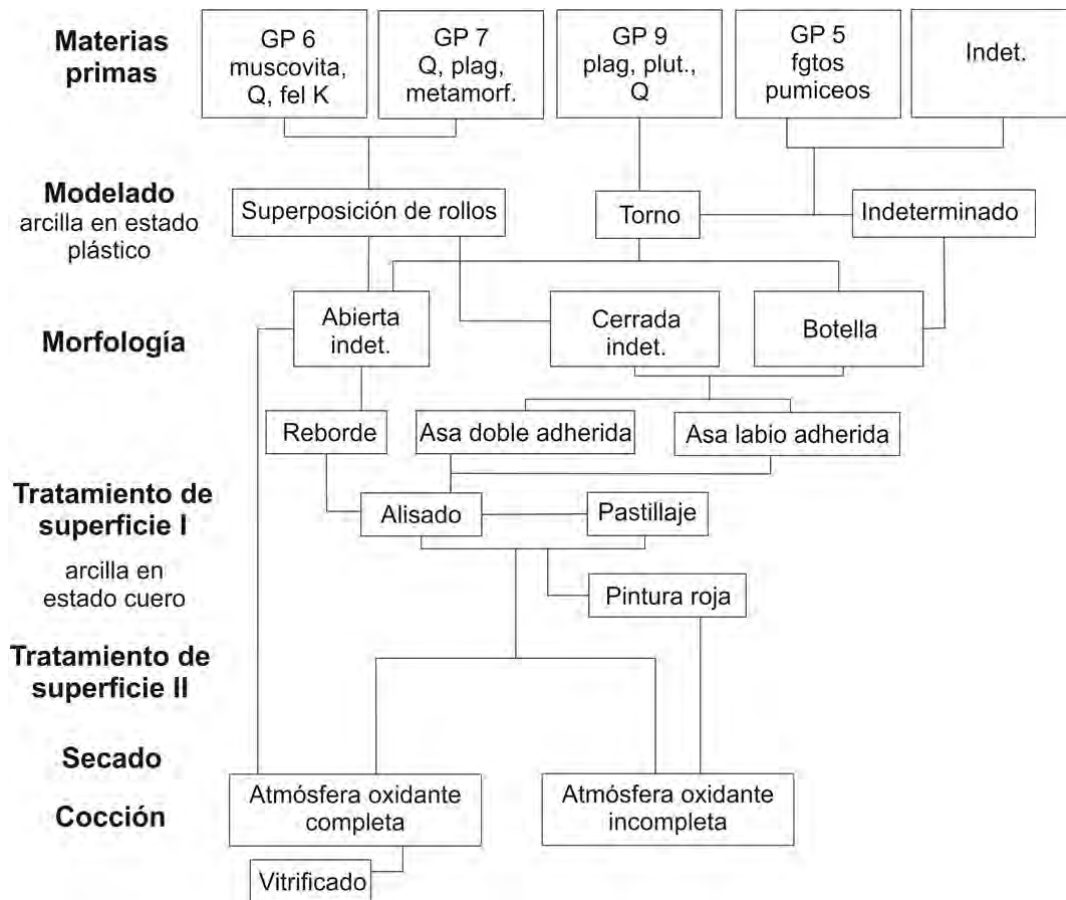 Materias
primas
GP 6
muscovita,
Q, fel K
GP 7
Q, plag,
metamorf.
GP 9
plag, plut.,
Q
GP 5
fgtos
pumiceos
Indet.
Modelado
arcilla en estado
plástico
Superposición de rollos
Torno
Indeterminado
Morfología
Abierta
indet.
Cerrada
indet.
Botella
Reborde
Asa doble adherida
Asa labio adherida
Tratamiento de
superficie I
arcilla en
estado cuero
Alisado
Pastillaje
Pintura roja
Tratamiento de
superficie II
Secado
Cocción
Atmósfera oxidante
completa
Atmósfera oxidante
incompleta
Vitrificado